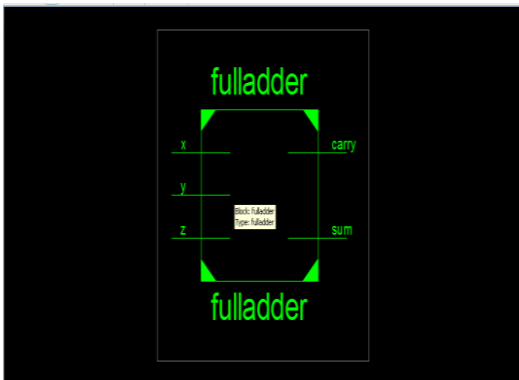 fulladder
x
carry
y
Block: fulladder
Type: fulladder
z
sum
fulladder